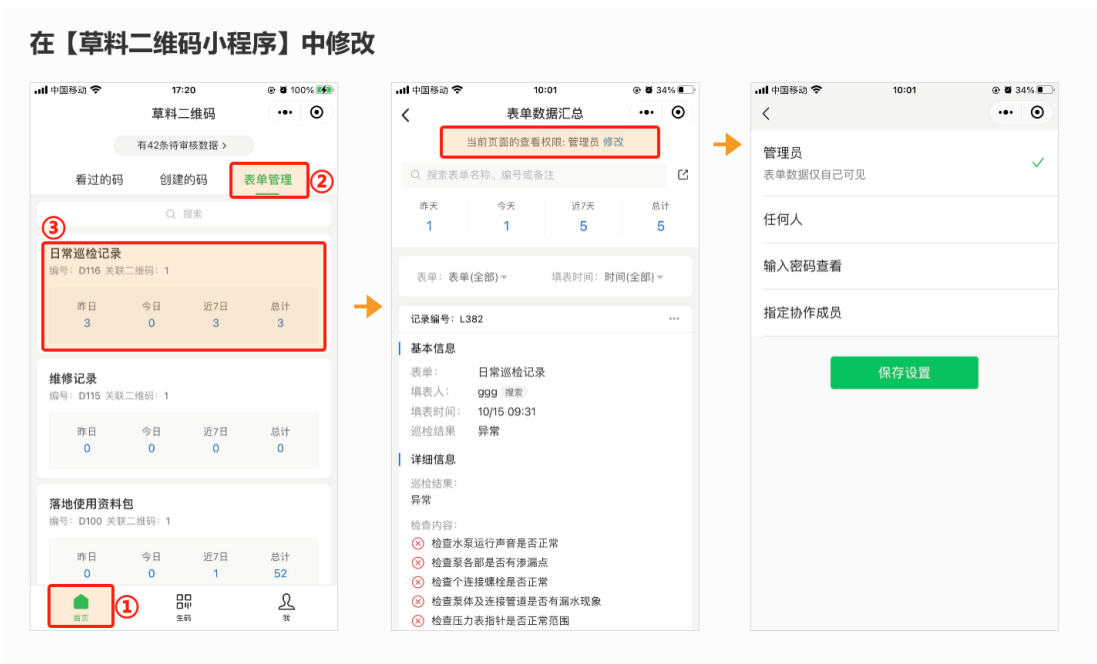 在【草料二维码小程序】中修改
中国移动 17:20 100%
草料二维码
有42条待审核数据 >
看过的码 创建的码 表单管理 ②
搜索
③
日常巡检记录
编号: D116 关联二维码: 1
昨日 今日 近7日 总计
3 0 3 3
维修记录
编号: D115 关联二维码: 1
昨日 今日 近7日 总计
0 0 0 0
落地使用资料包
编号: D100 关联二维码: 1
昨日 今日 近7日 总计
0 0 1 52
首页 ① 生码 我
中国移动 10:01 34%
表单数据汇总
当前页面的查看权限: 管理员 修改
搜索表单名称、编号或备注
昨天 今天 近7天 总计
1 1 5 5
表单: 表单(全部) 填表时间: 时间(全部)
记录编号: L382
基本信息
表单: 日常巡检记录
填表人: ggg 搜索
填表时间: 10/15 09:31
巡检结果 异常
详细信息
巡检结果:
异常
检查内容:
检查水泵运行声音是否正常
检查泵各部是否有渗漏点
检查个连接螺栓是否正常
检查泵体及连接管道是否有漏水现象
检查压力表指针是否正常范围
中国移动 10:01 34%
管理员
表单数据仅自己可见
任何人
输入密码查看
指定协作成员
保存设置